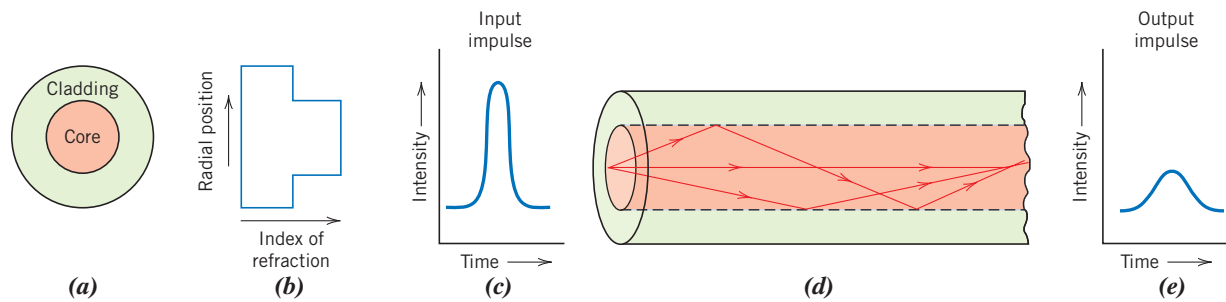 Cladding
Core
(a)
Radial position
Index of
refraction
(b)
Input
impulse
Intensity
Time
(c)
(d)
Output
impulse
Intensity
Time
(e)